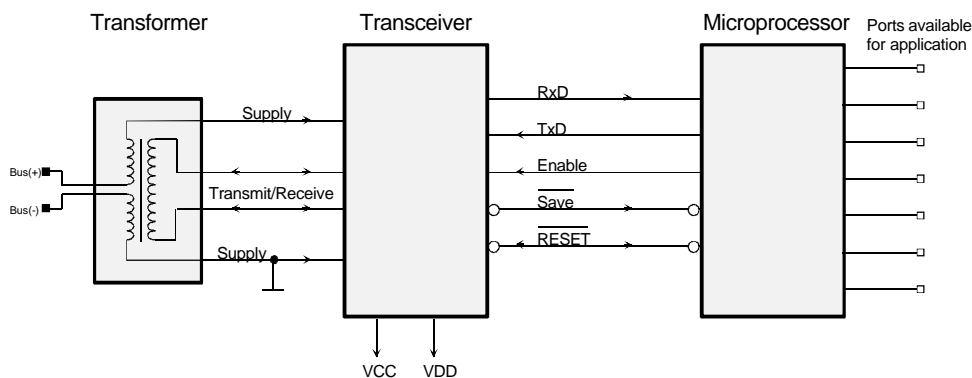 Transformer
Transceiver
Microprocessor
Ports available
for application
Supply
RxD
TxD
Bus(+)
Enable
Transmit/Receive
Save
Bus(-)
RESET
Supply
VCC
VDD